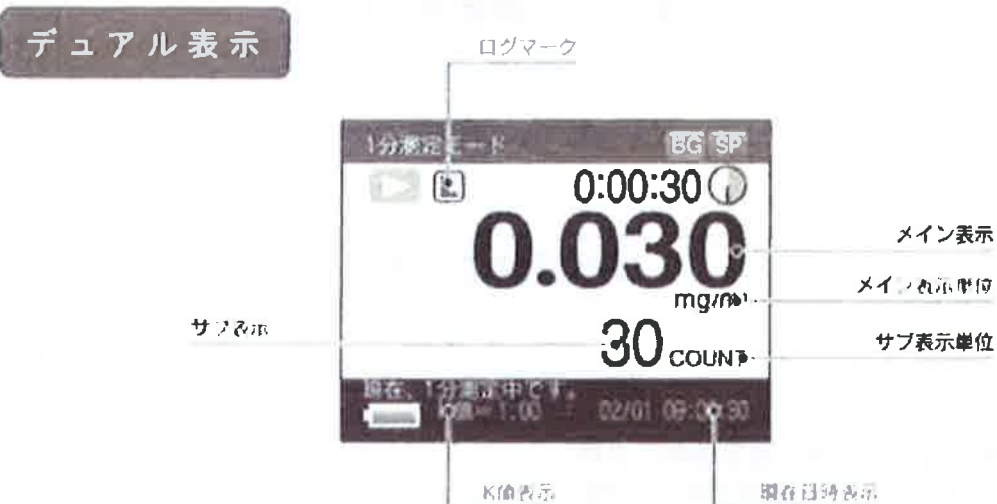 デュアル表示
ログマーク
1分測定モード BG SP
0:00:30
0.030
メイン表示
mg/m³
メイン表示単位
サブ表示
30 COUNT
サブ表示単位
現在、1分測定中です。
K値= 1.00 02/01 09:00:30
K値表示
現在日時表示